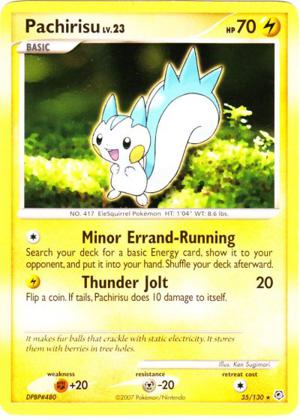 Pachirisu LV.23 HP 70
BASIC
NO. 417 EleSquirrel Pokémon HT: 1'04" WT: 8.6 lbs.
Minor Errand-Running
Search your deck for a basic Energy card, show it to your
opponent, and put it into your hand. Shuffle your deck afterward.
Thunder Jolt 20
Flip a coin. If tails, Pachirisu does 10 damage to itself.
Illus. Ken Sugimori
It makes fur balls that crackle with static electricity. It stores
them with berries in tree holes.
weakness resistance retreat cost
+20 -20
DPBP#480 ©2007 Pokémon/Nintendo 35/130